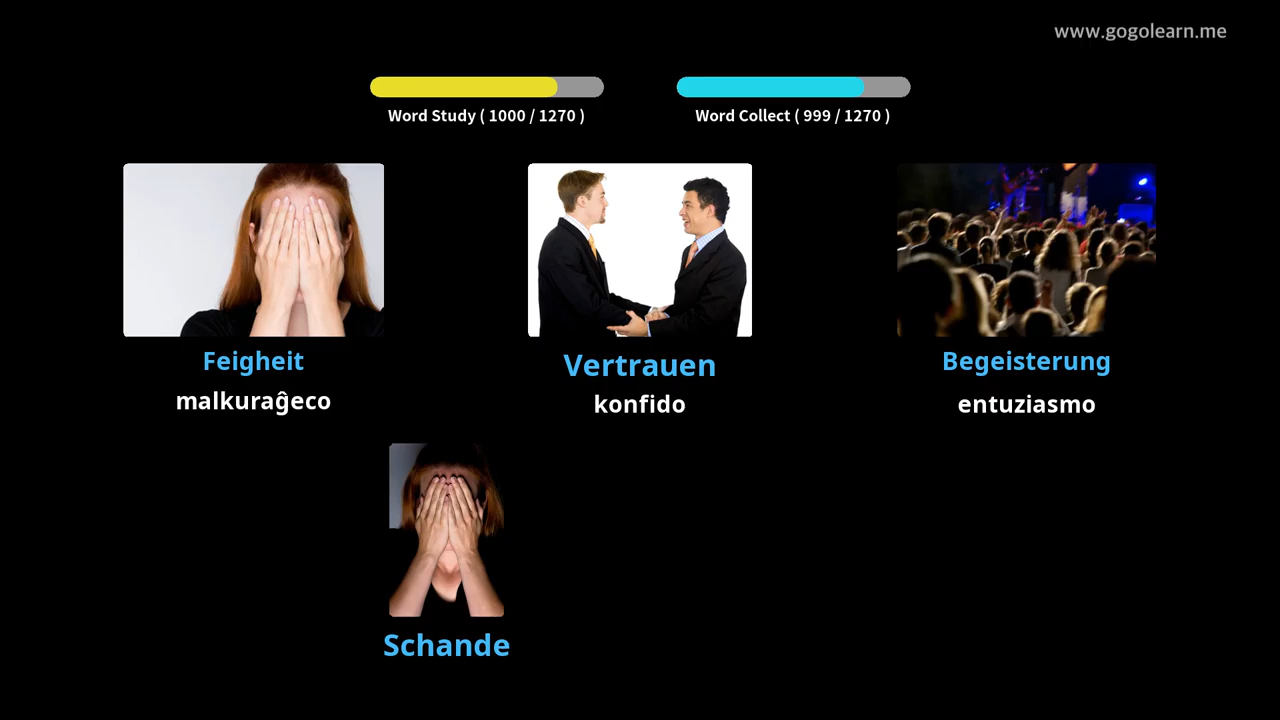 www.gogolearn.me
Word Study ( 1000 / 1270 )
Word Collect ( 999 / 1270 )
Feigheit
Vertrauen
Begeisterung
malkuraĝeco
konfido
entuziasmo
Schande